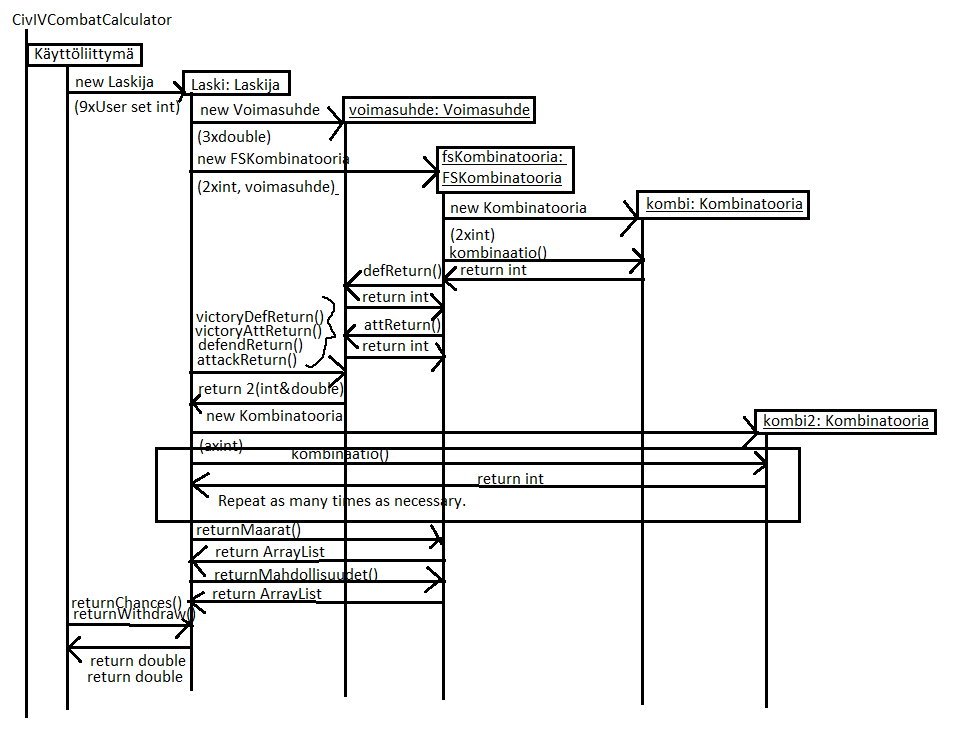 CivIVCombatCalculator
Käyttöliittymä
new Laskija
(9xUser set int)
Laski: Laskija
new Voimasuhde
(3xdouble)
voimasuhde: Voimasuhde
new FSKombinatooria
(2xint, voimasuhde)
fsKombinatooria:
FSKombinatooria
new Kombinatooria
(2xint)
kombi: Kombinatooria
kombinaatio()
return int
defReturn()
return int
attReturn()
return int
victoryDefReturn()
victoryAttReturn()
defendReturn()
attackReturn()
return 2(int&double)
new Kombinatooria
(axint)
kombi2: Kombinatooria
kombinaatio()
return int
Repeat as many times as necessary.
returnMaarat()
return ArrayList
returnMahdollisuudet()
return ArrayList
returnChances()
returnWithdraw()
return double
return double